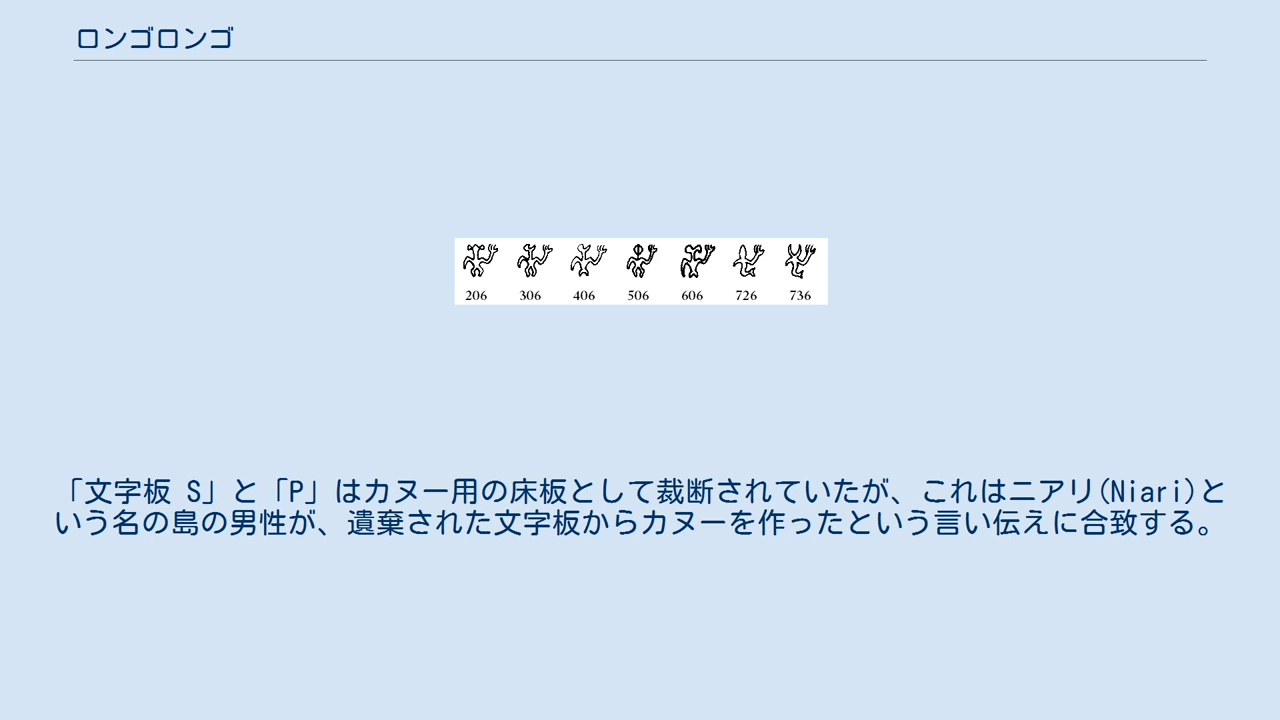 ロンゴロンゴ
206 306 406 506 606 726 736
「文字板 S」と「P」はカヌー用の床板として裁断されていたが、これはニアリ(Niari)と
いう名の島の男性が、遺棄された文字板からカヌーを作ったという言い伝えに合致する。